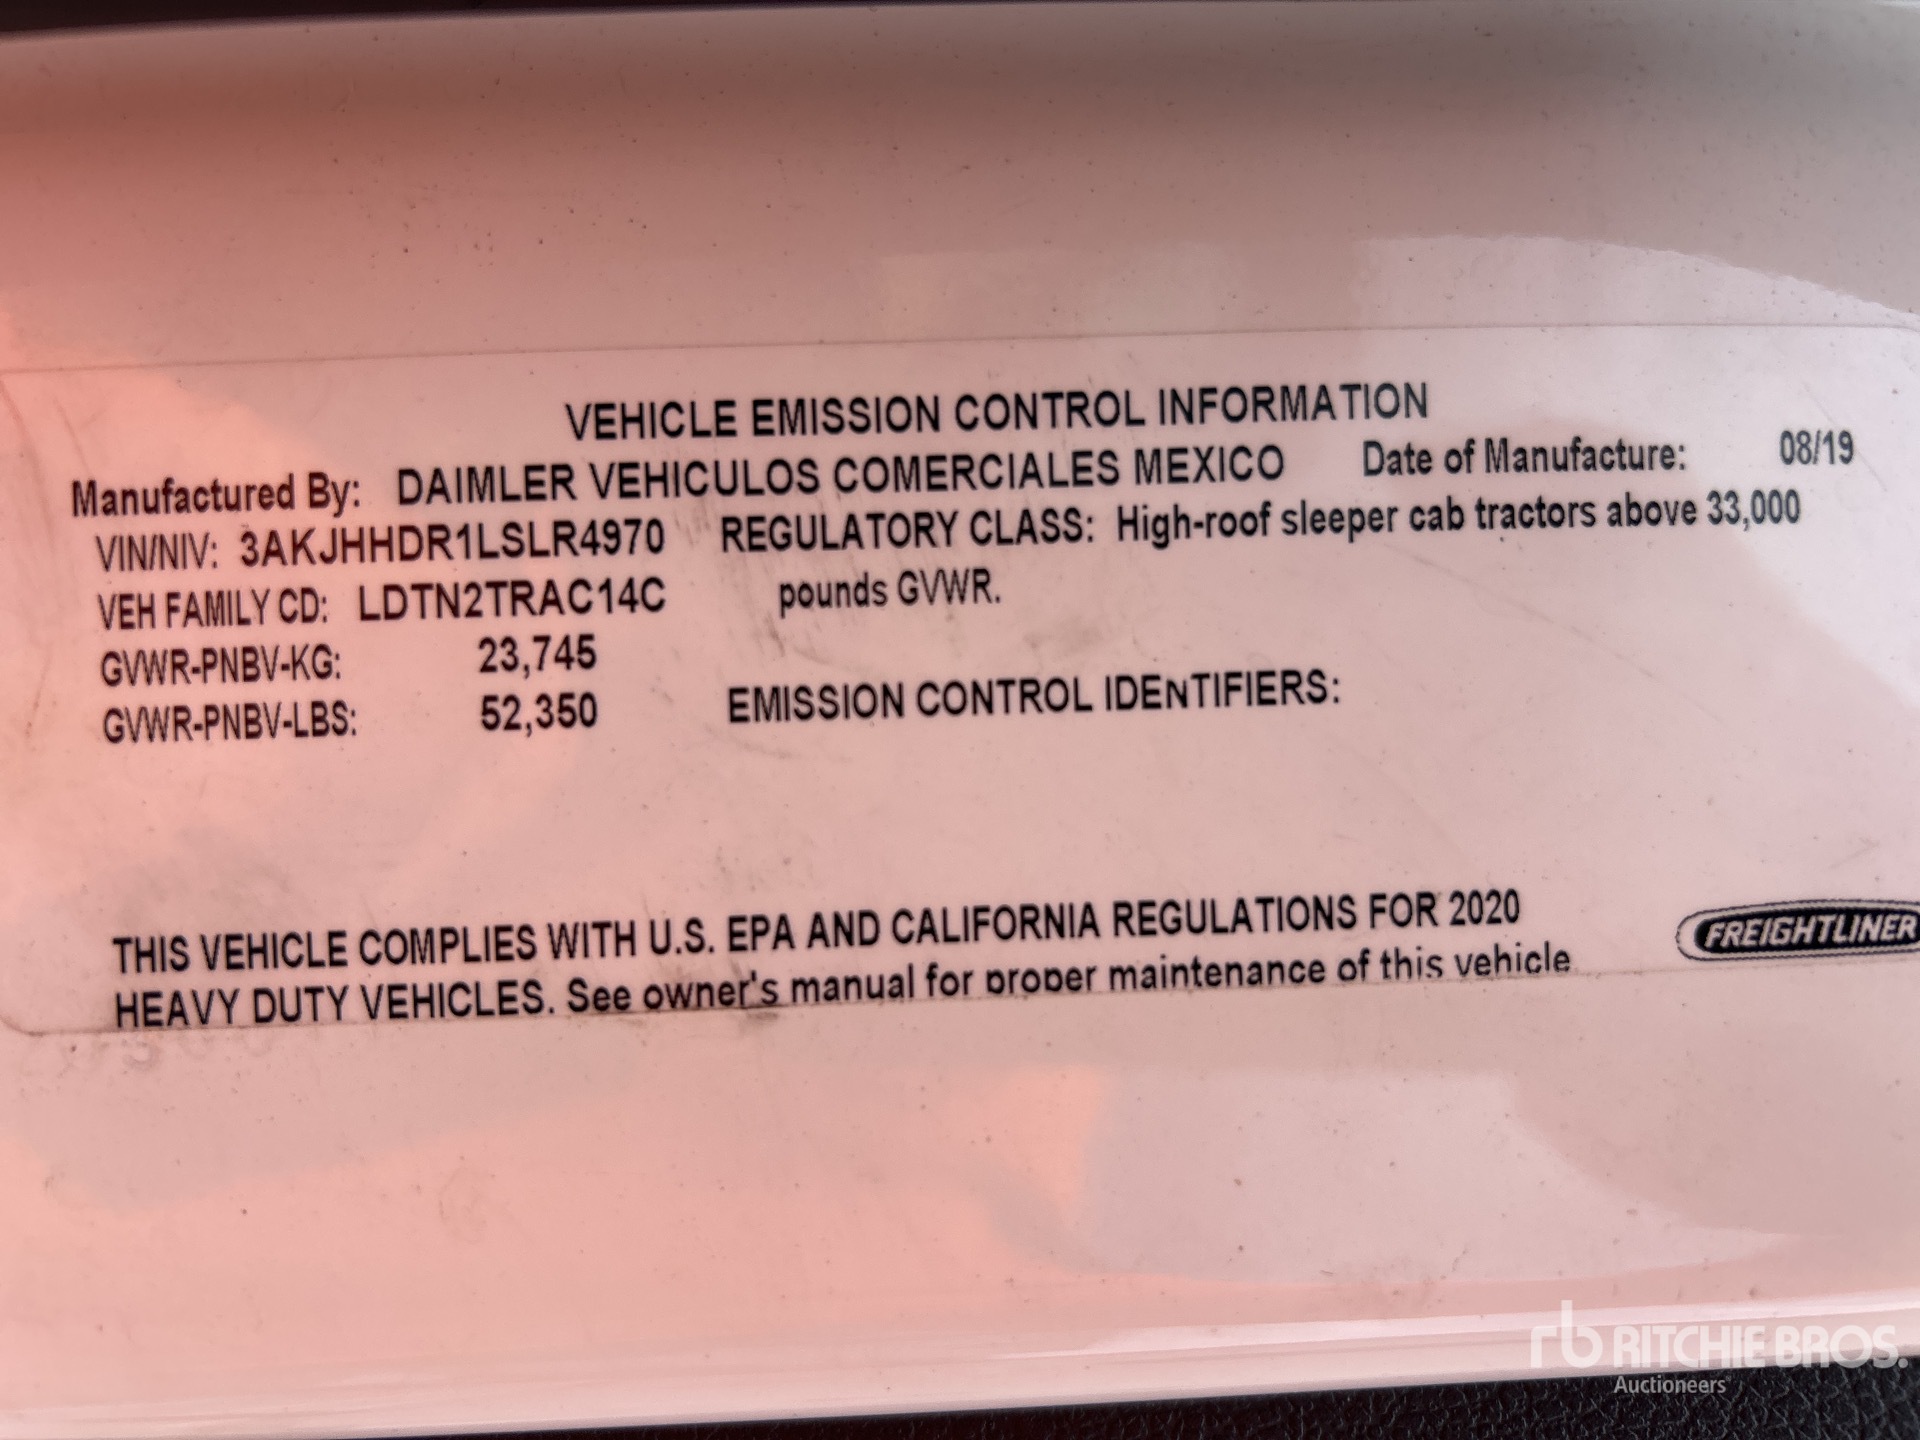 VEHICLE EMISSION CONTROL INFORMATION
Manufactured By: DAIMLER VEHICULOS COMERCIALES MEXICO Date of Manufacture: 08/19
VIN/NIV: 3AKJHHDR1LSLR4970 REGULATORY CLASS: High-roof sleeper cab tractors above 33,000
VEH FAMILY CD: LDTN2TRAC14C pounds GVWR.
GVWR-PNBV-KG: 23,745
GVWR-PNBV-LBS: 52,350 EMISSION CONTROL IDENTIFIERS:
THIS VEHICLE COMPLIES WITH U.S. EPA AND CALIFORNIA REGULATIONS FOR 2020
HEAVY DUTY VEHICLES. See owner's manual for proper maintenance of this vehicle
FREIGHTLINER
rb RITCHIE BROS.
Auctioneers